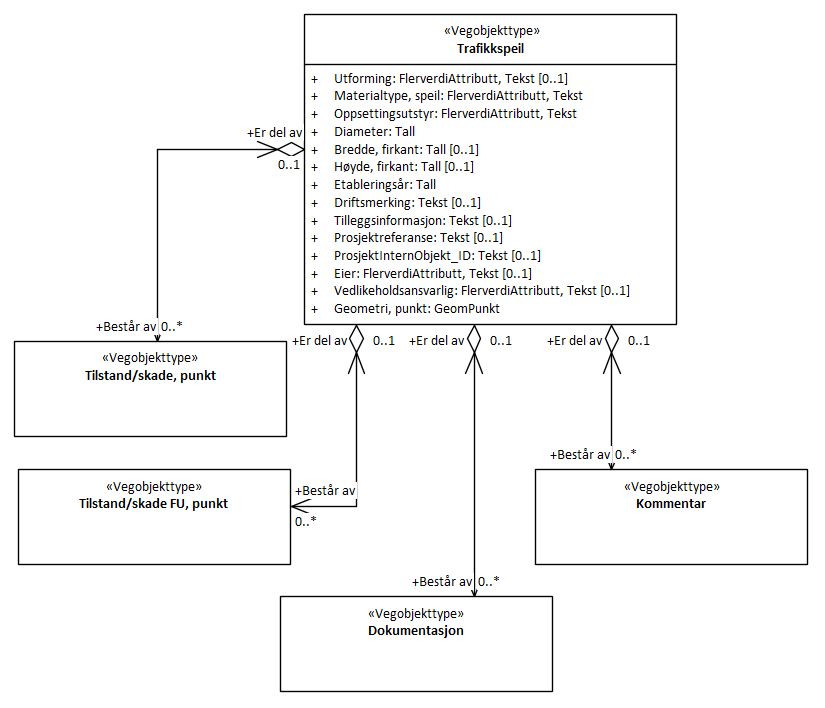 «Vegobjekttype»
Trafikkspeil
+ Utforming: FlerverdiAttributt, Tekst [0..1]
+ Materialtype, speil: FlerverdiAttributt, Tekst
+ Oppsettingsutstyr: FlerverdiAttributt, Tekst
+ Diameter: Tall
+ Bredde, firkant: Tall [0..1]
+ Høyde, firkant: Tall [0..1]
+ Etableringsår: Tall
+ Driftsmerking: Tekst [0..1]
+ Tilleggsinformasjon: Tekst [0..1]
+ Prosjektreferanse: Tekst [0..1]
+ ProsjektInternObjekt_ID: Tekst [0..1]
+ Eier: FlerverdiAttributt, Tekst [0..1]
+ Vedlikeholdsansvarlig: FlerverdiAttributt, Tekst [0..1]
+ Geometri, punkt: GeomPunkt
+Er del av
0..1
+Består av 0..*
«Vegobjekttype»
Tilstand/skade, punkt
+Er del av 0..1
+Er del av 0..1
+Er del av 0..1
+Består av
0..*
«Vegobjekttype»
Tilstand/skade FU, punkt
+Består av 0..*
«Vegobjekttype»
Kommentar
+Består av 0..*
«Vegobjekttype»
Dokumentasjon